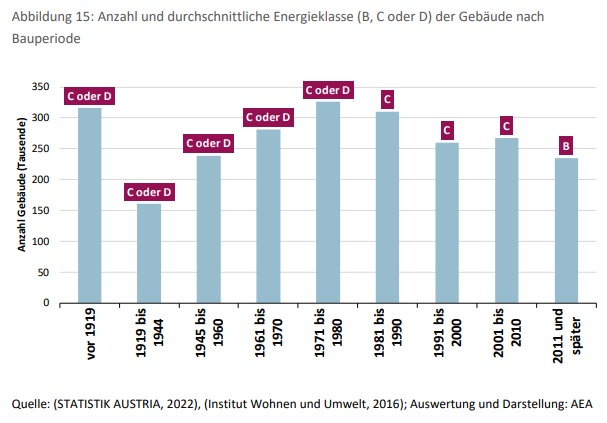 Abbildung 15: Anzahl und durchschnittliche Energieklasse (B, C oder D) der Gebäude nach
Bauperiode
Anzahl Gebäude (Tausende)
350
300
250
200
150
100
50
0
C oder D
C oder D
C oder D
C oder D
C oder D
C
C
C
B
vor 1919
1919 bis
1944
1945 bis
1960
1961 bis
1970
1971 bis
1980
1981 bis
1990
1991 bis
2000
2001 bis
2010
2011 und
später
Quelle: (STATISTIK AUSTRIA, 2022), (Institut Wohnen und Umwelt, 2016); Auswertung und Darstellung: AEA